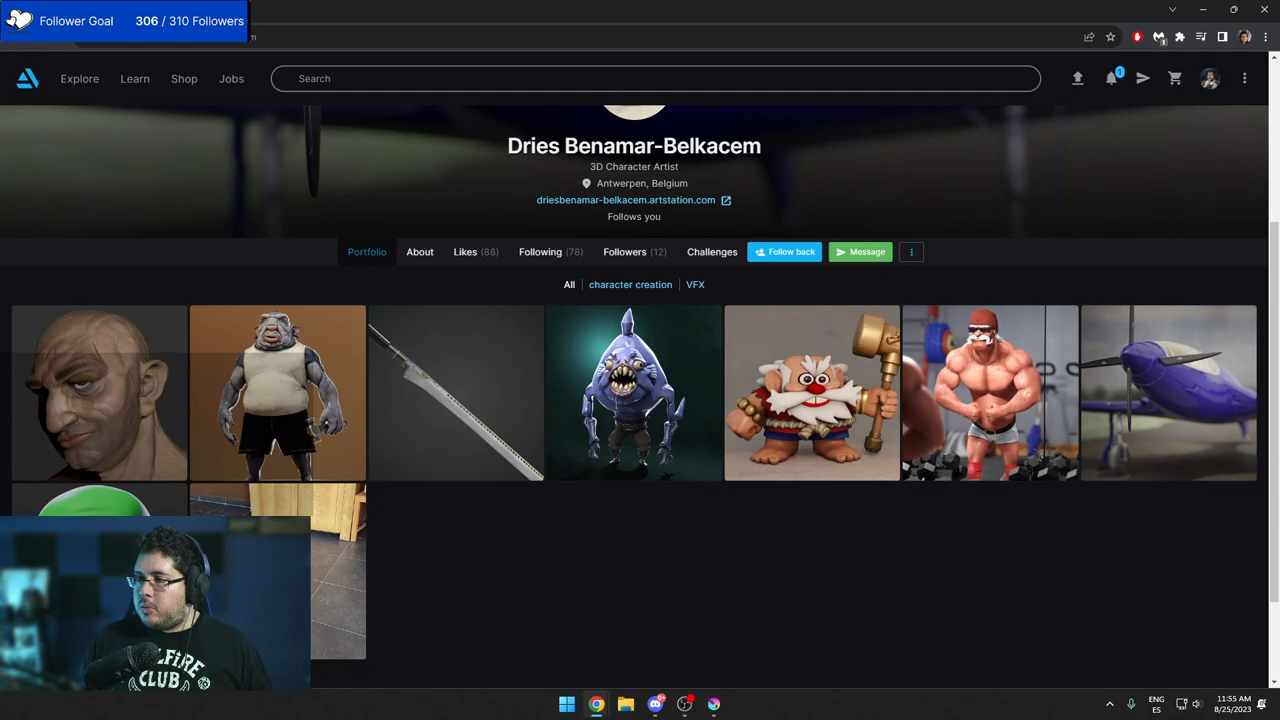 Follower Goal 306 / 310 Followers
Explore Learn Shop Jobs Search 1
Dries Benamar-Belkacem
3D Character Artist
Antwerpen, Belgium
driesbenamar-belkacem.artstation.com
Follows you
Portfolio About Likes (88) Following (78) Followers (12) Challenges Follow back Message
All character creation VFX
LFIRE
CLUB
ENG
ES
11:55 AM
8/25/2023